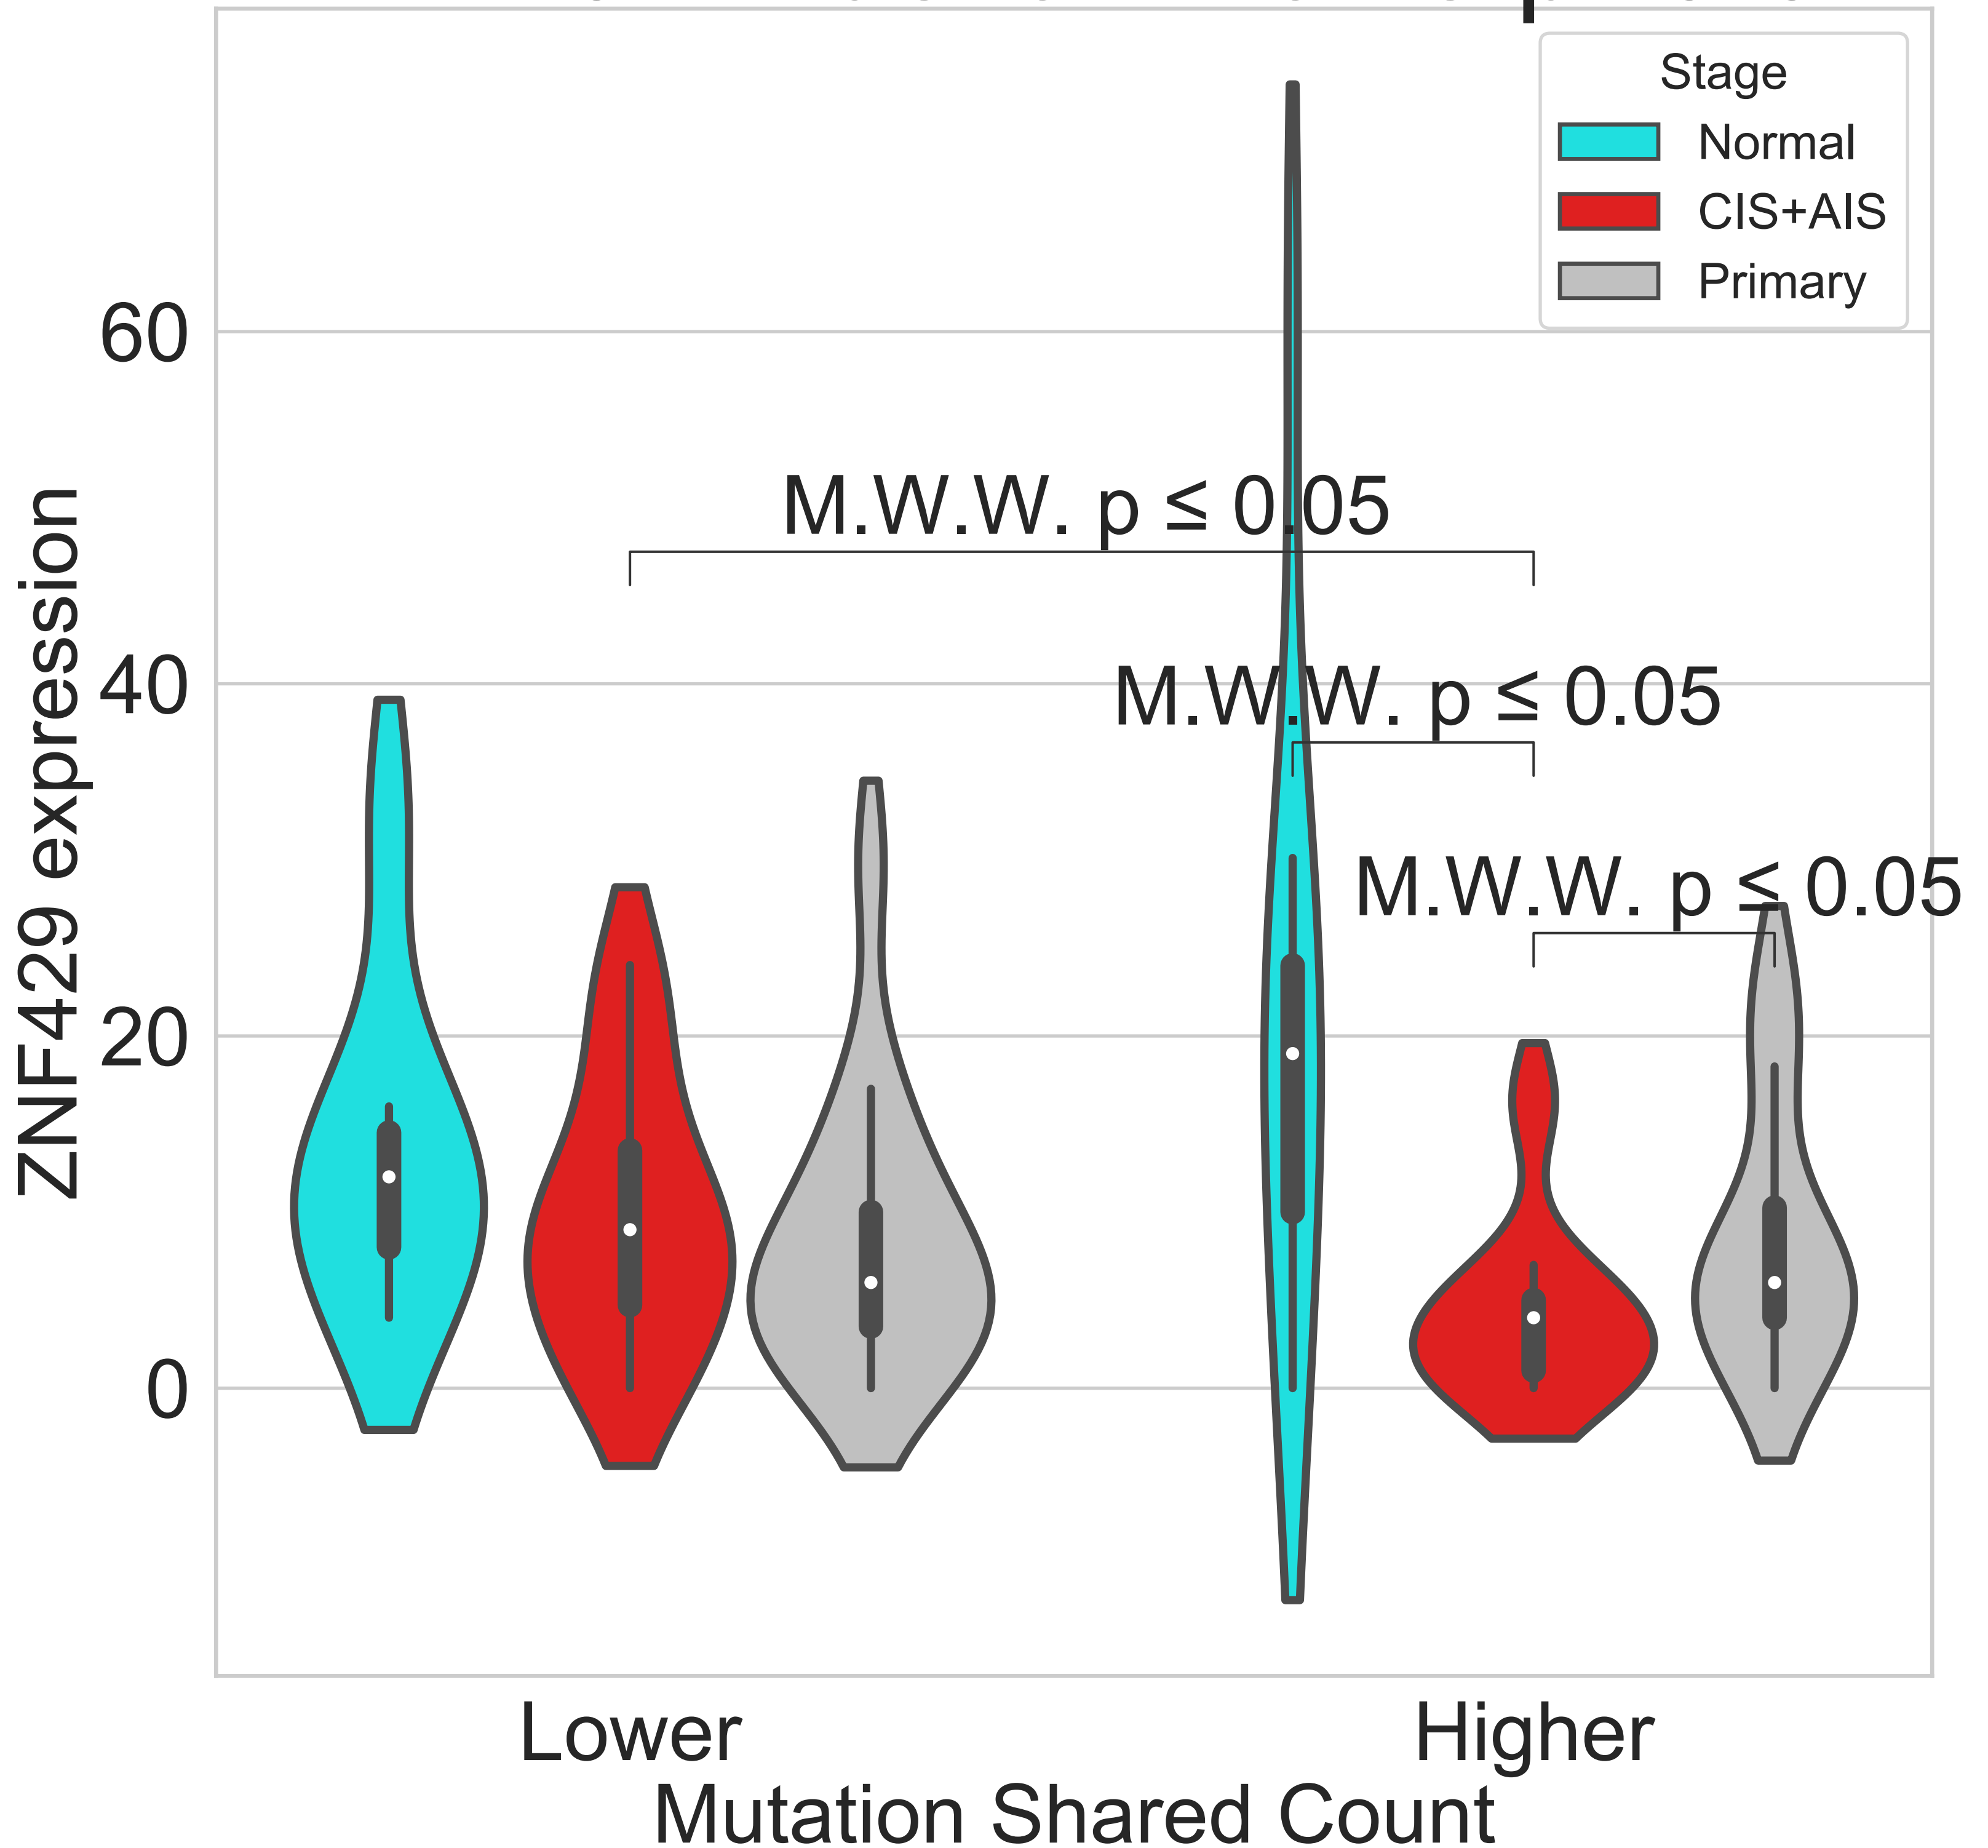 Stage
Normal
CIS+AIS
Primary
60
40
20
0
ZNF429 expression
M.W.W. p ≤ 0.05
M.W.W. p ≤ 0.05
M.W.W. p ≤ 0.05
Lower
Higher
Mutation Shared Count